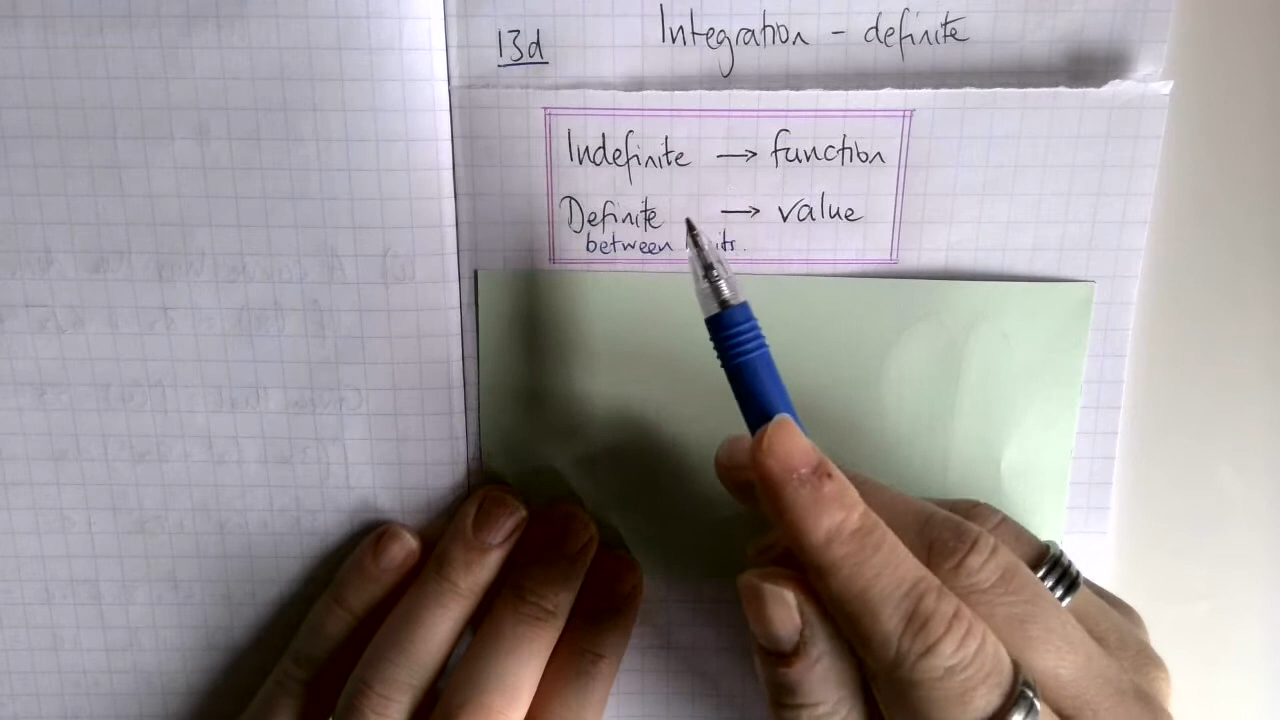 13d Integration - definite
Indefinite → function
Definite → value
between